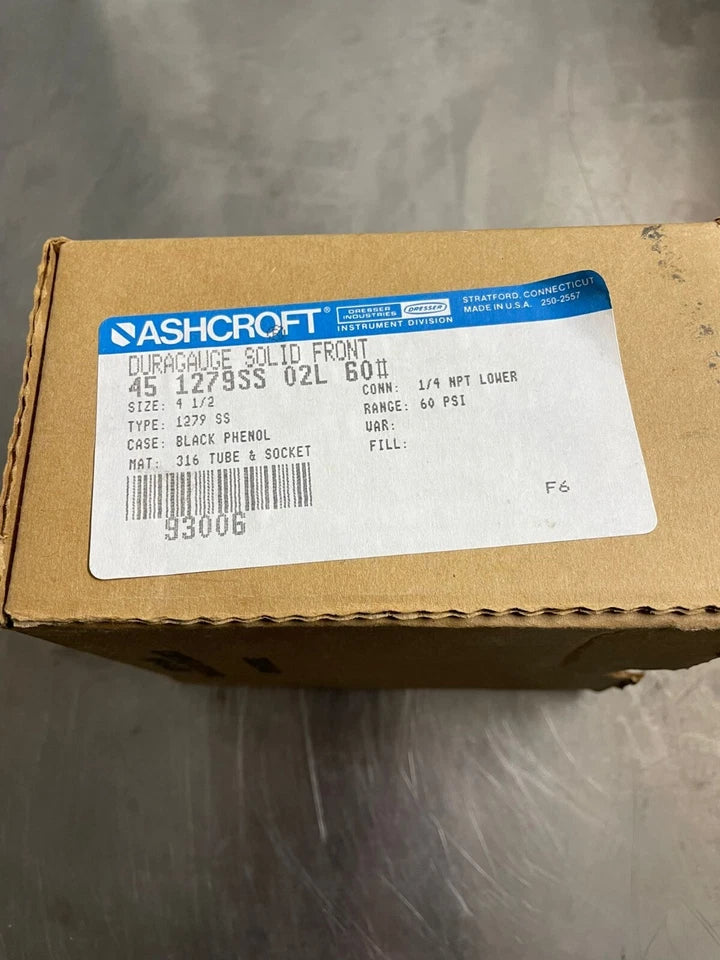 ASHCROFT®
DRESSER INDUSTRIES
DRESSER
INSTRUMENT DIVISION
STRATFORD, CONNECTICUT
MADE IN U.S.A. 250-2557
DURAGAUGE SOLID FRONT
45 1279SS 02L 60#
SIZE: 4 1/2
TYPE: 1279 SS
CASE: BLACK PHENOL
MAT: 316 TUBE & SOCKET
CONN: 1/4 NPT LOWER
RANGE: 60 PSI
VAR:
FILL:
93006
F6